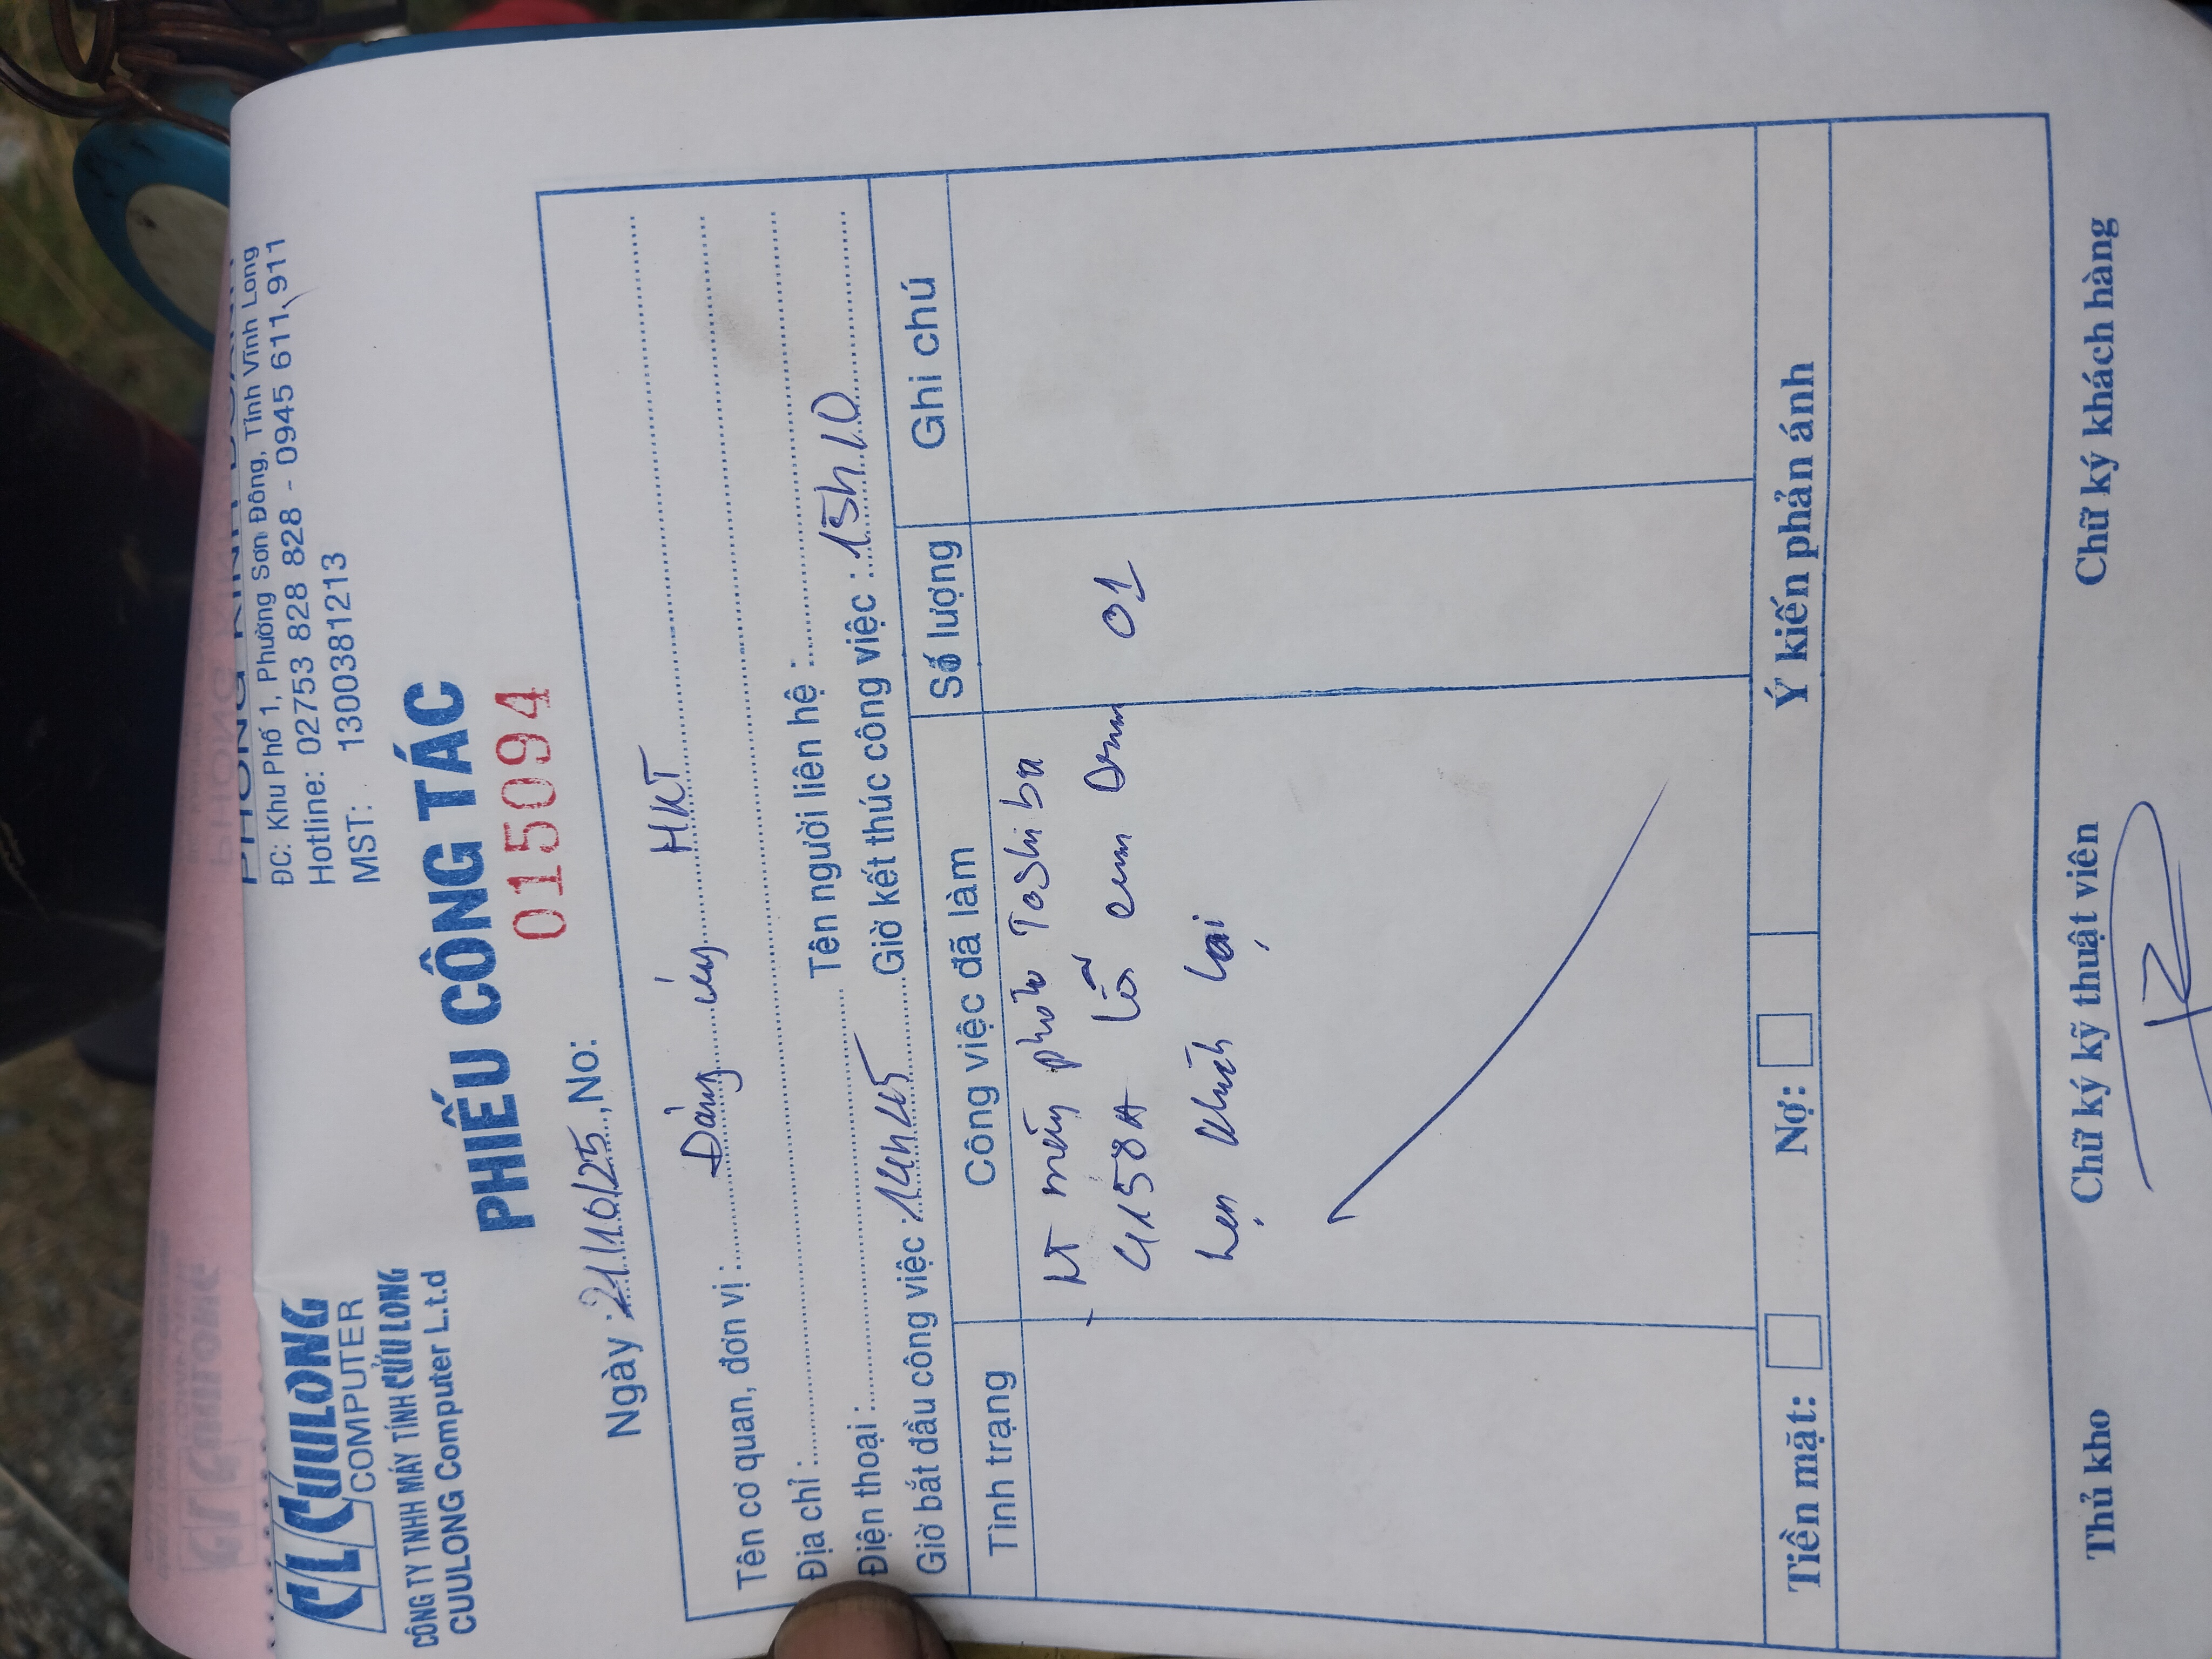 CL CUULONG
COMPUTER
CÔNG TY TNHH MÁY TÍNH CỬU LONG
CUULONG Computer L.t.d
PHÒNG KINH DOANH
ĐC: Khu Phố 1, Phường Sơn Đông, Tỉnh Vĩnh Long
Hotline: 02753 828 828 - 0945 611 911
MST: 1300381213
PHIẾU CÔNG TÁC
Ngày : 21/10/25, No: 015094
Tên cơ quan, đơn vị : Đảng ủy HKT
Địa chỉ :
Điện thoại : Tên người liên hệ :
Giờ bắt đầu công việc : 14h45 Giờ kết thúc công việc : 15h10
Tình trạng Công việc đã làm Số lượng Ghi chú
- KT máy photo Toshiba
4158A lỗi cụm Drum 01
hẹn khách lại
Tiền mặt: Nợ: Ý kiến phản ánh
Thủ kho Chữ ký kỹ thuật viên Chữ ký khách hàng